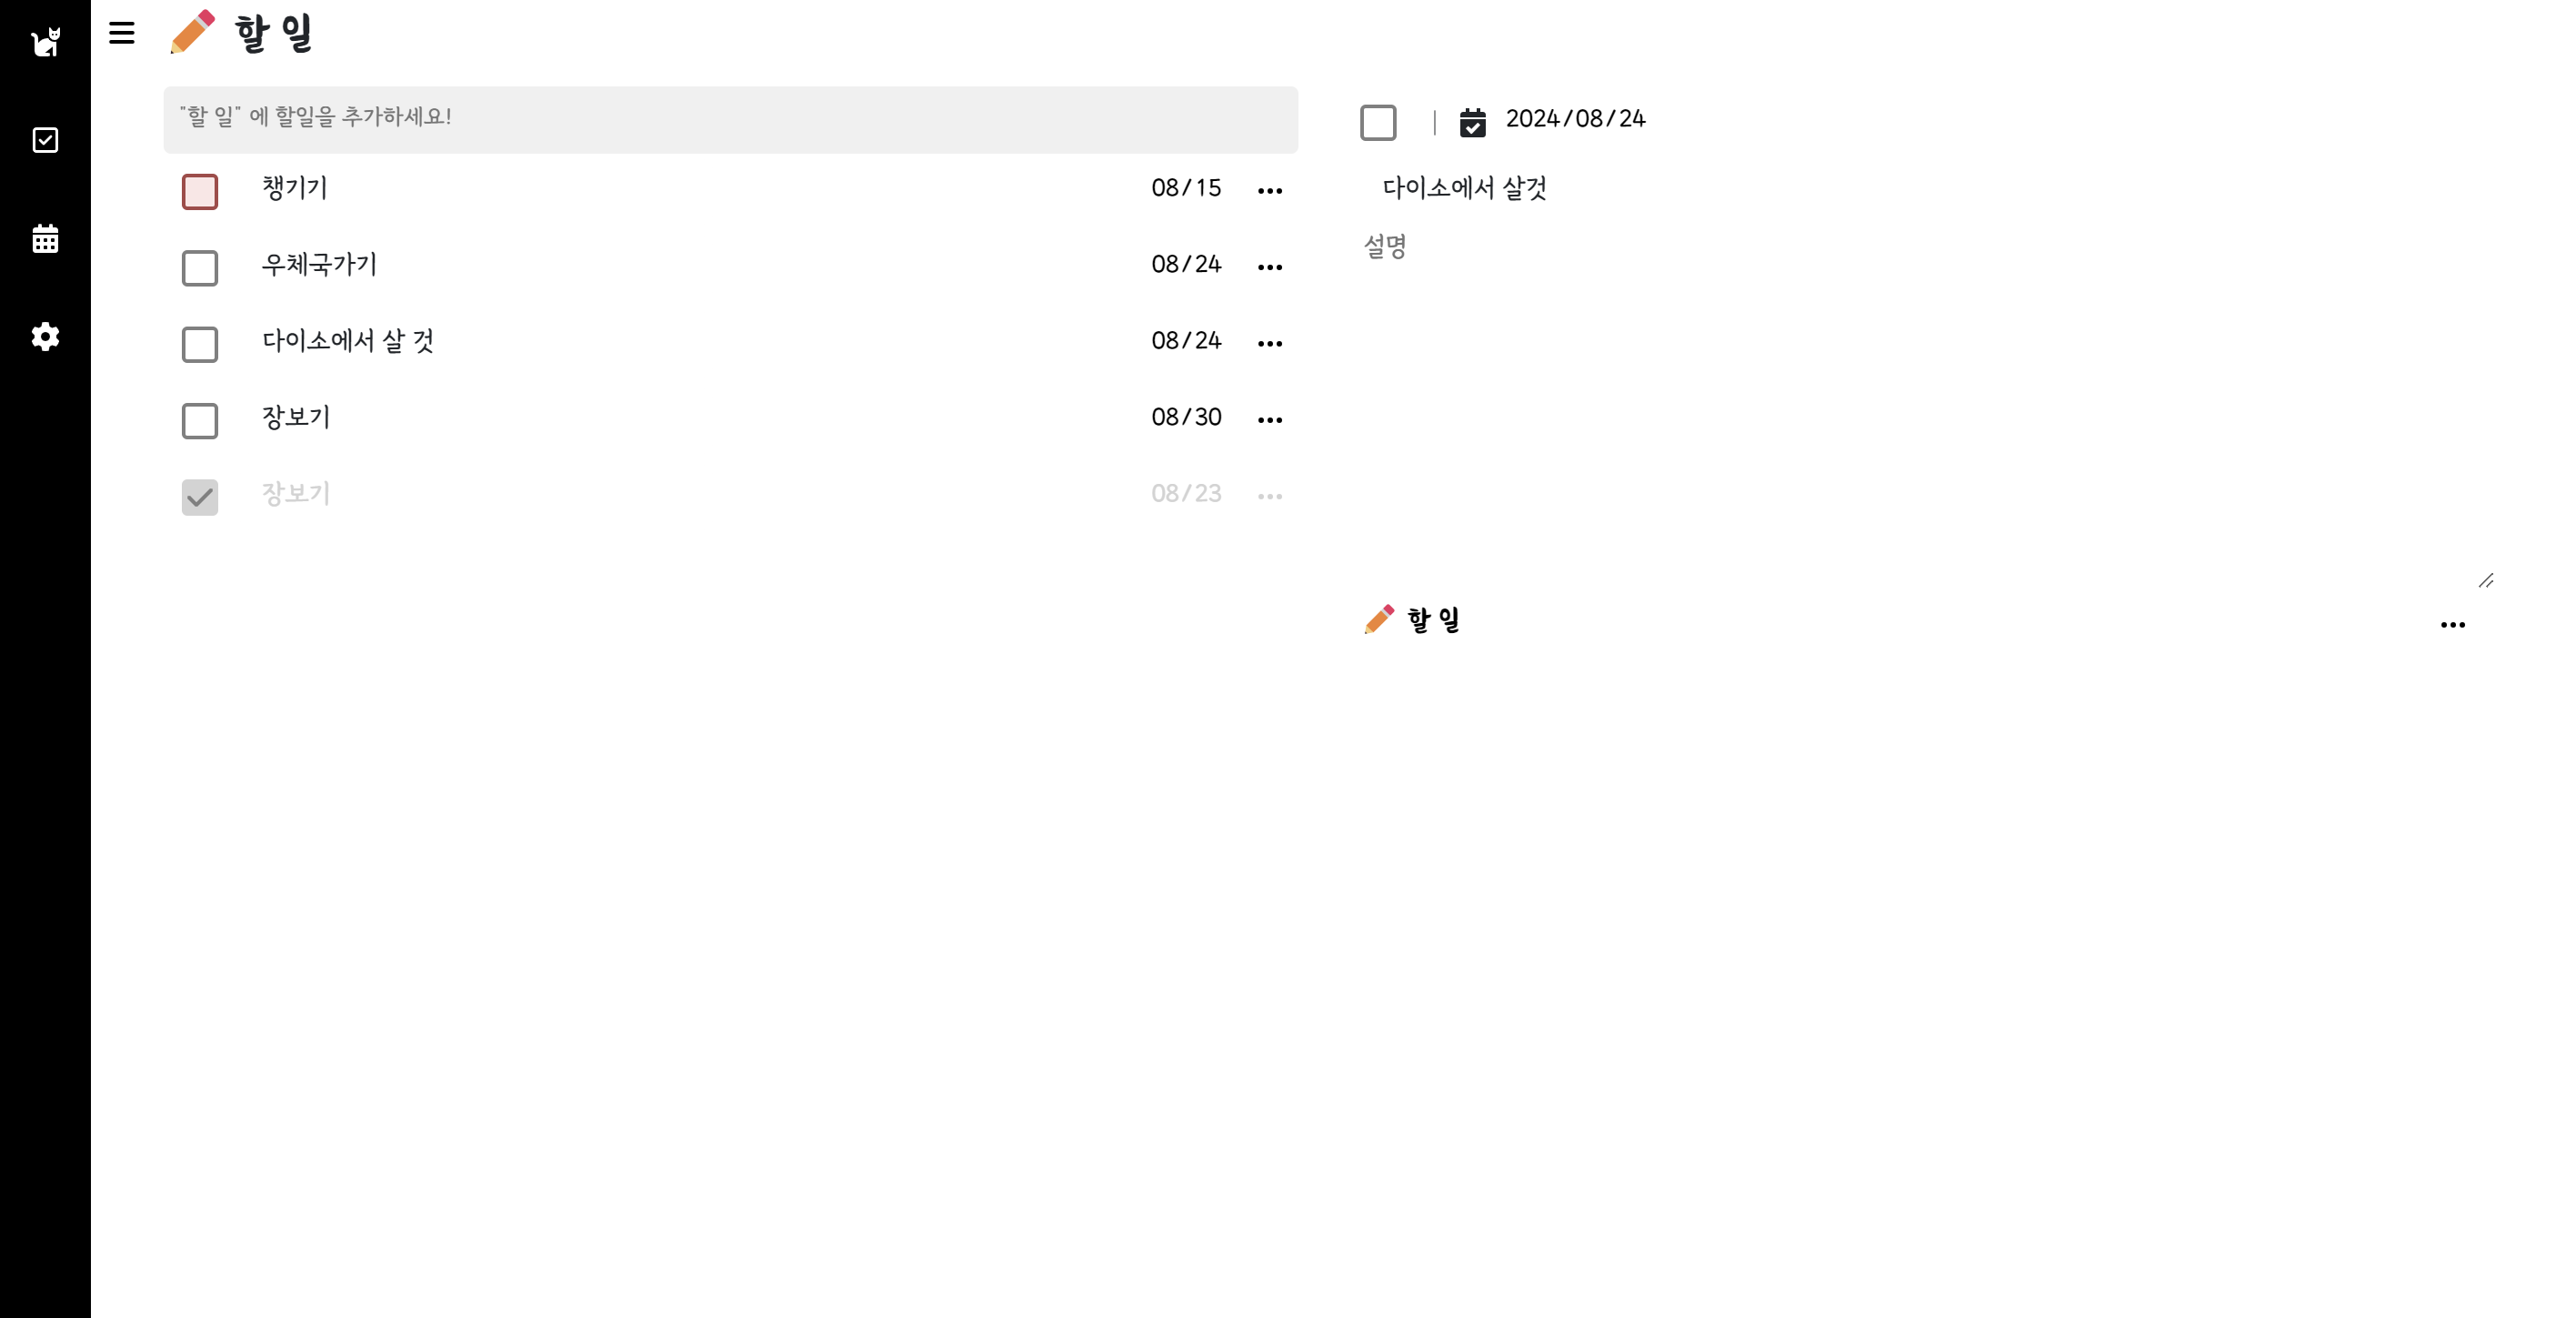 할 일
"할 일" 에 할일을 추가하세요!
챙기기 08/15
우체국가기 08/24
다이소에서 살 것 08/24
장보기 08/30
장보기 08/23
2024/08/24
다이소에서 살것
설명
할 일